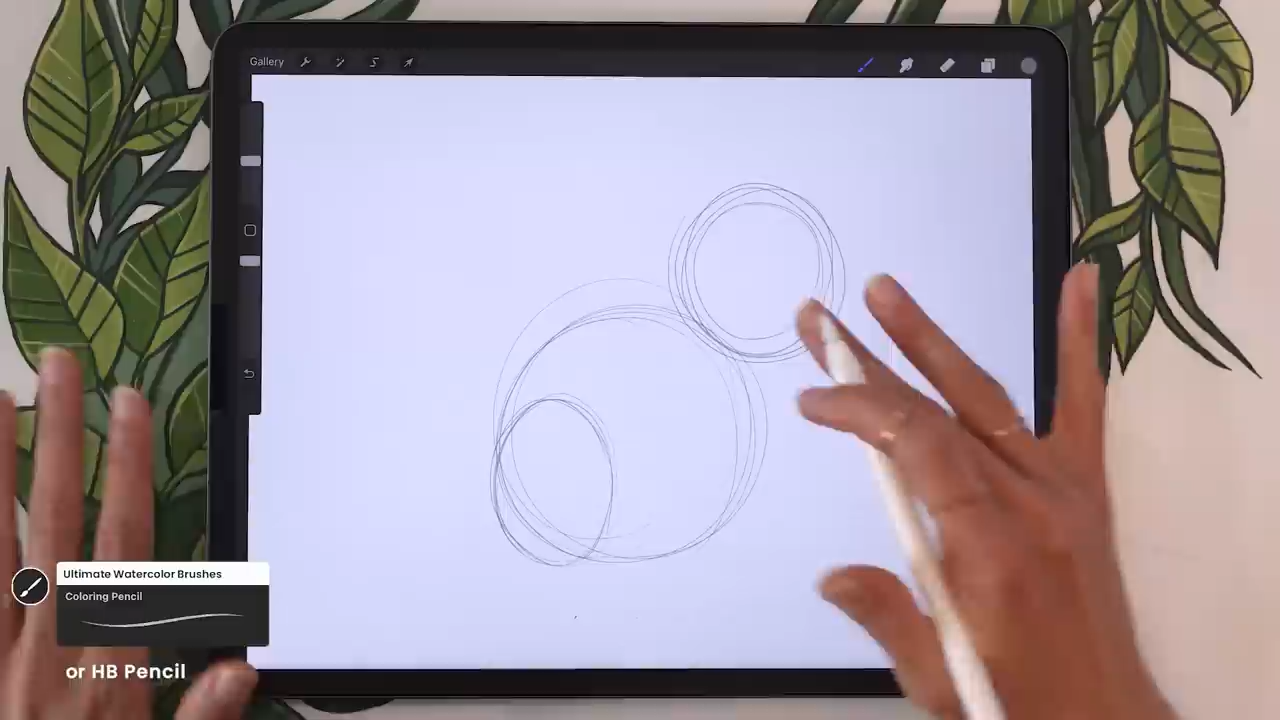 Gallery
Ultimate Watercolor Brushes
Coloring Pencil
or HB Pencil